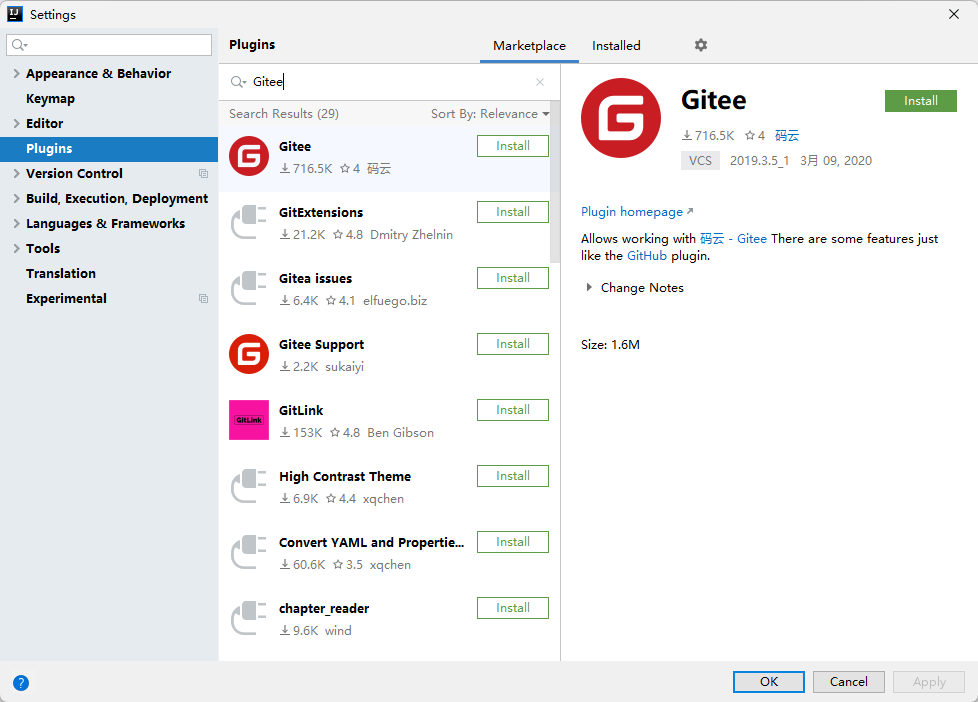 Settings
Appearance & Behavior
Keymap
Editor
Plugins
Version Control
Build, Execution, Deployment
Languages & Frameworks
Tools
Translation
Experimental
Plugins
Marketplace
Installed
Gitee
Search Results (29)
Sort By: Relevance
Gitee
716.5K 4 码云
Install
GitExtensions
21.2K 4.8 Dmitry Zhelnin
Install
Gitea issues
6.4K 4.1 elfuego.biz
Install
Gitee Support
2.2K sukaiyi
Install
GitLink
GitLink
153K 4.8 Ben Gibson
Install
High Contrast Theme
6.9K 4.4 xqchen
Install
Convert YAML and Propertie...
60.6K 3.5 xqchen
Install
chapter_reader
9.6K wind
Install
Gitee
Install
716.5K 4 码云
VCS 2019.3.5_1 3月 09, 2020
Plugin homepage
Allows working with 码云 - Gitee There are some features just
like the GitHub plugin.
Change Notes
Size: 1.6M
?
OK
Cancel
Apply